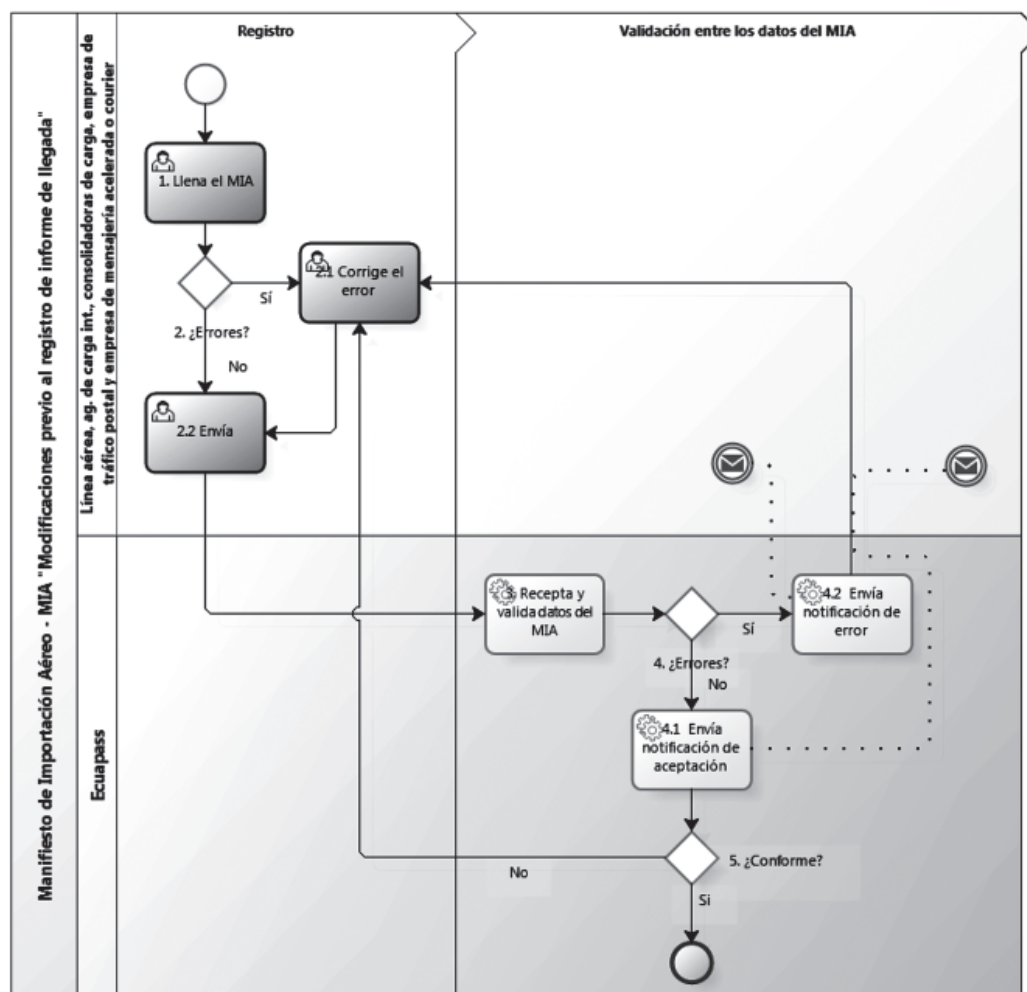 Manifiesto de Importación Aéreo - MIA "Modificaciones previo al registro de informe de llegada"
Línea aérea, ag. de carga int., consolidadoras de carga, empresa de
tráfico postal y empresa de mensajería acelerada o courier
Registro
Validación entre los datos del MIA
1. Llena el MIA
2.1 Corrige el
error
Sí
2. ¿Errores?
No
2.2 Envía
Ecuapass
3. Recepta y
valida datos del
MIA
Sí
4. ¿Errores?
No
4.2 Envía
notificación de
error
4.1 Envía
notificación de
aceptación
5. ¿Conforme?
No
Si